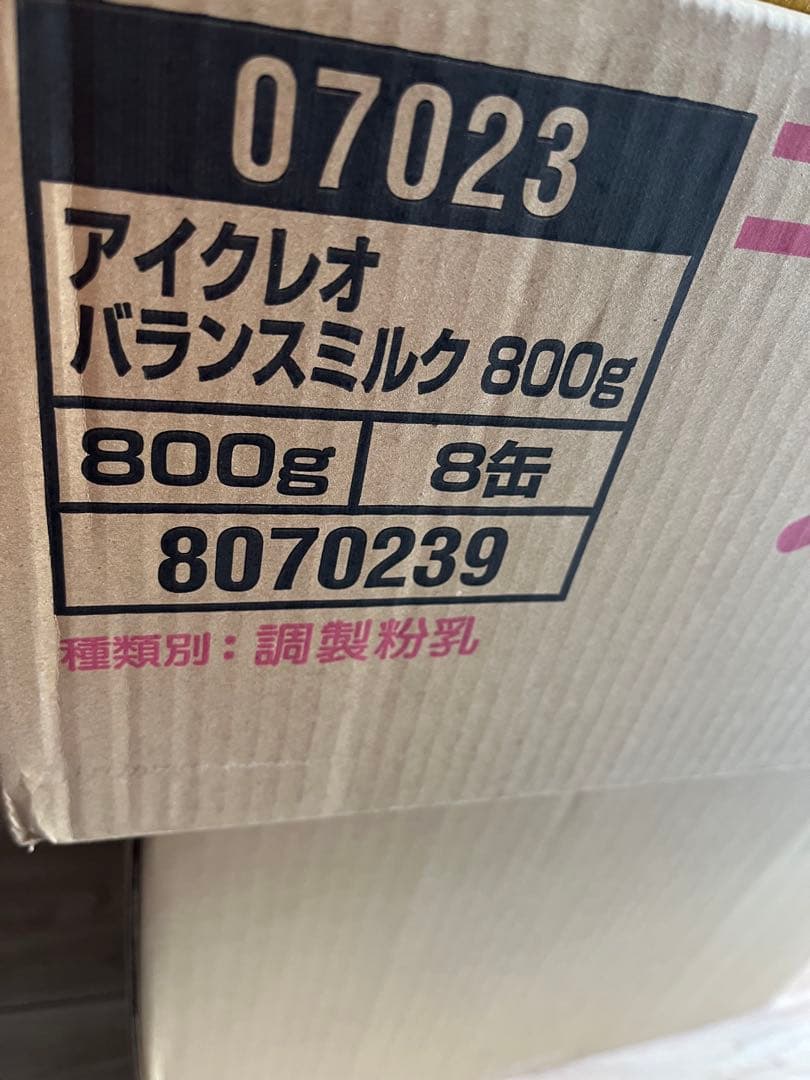 07023
アイクレオ
バランスミルク 800g
800g 8缶
8070239
種類別：調製粉乳